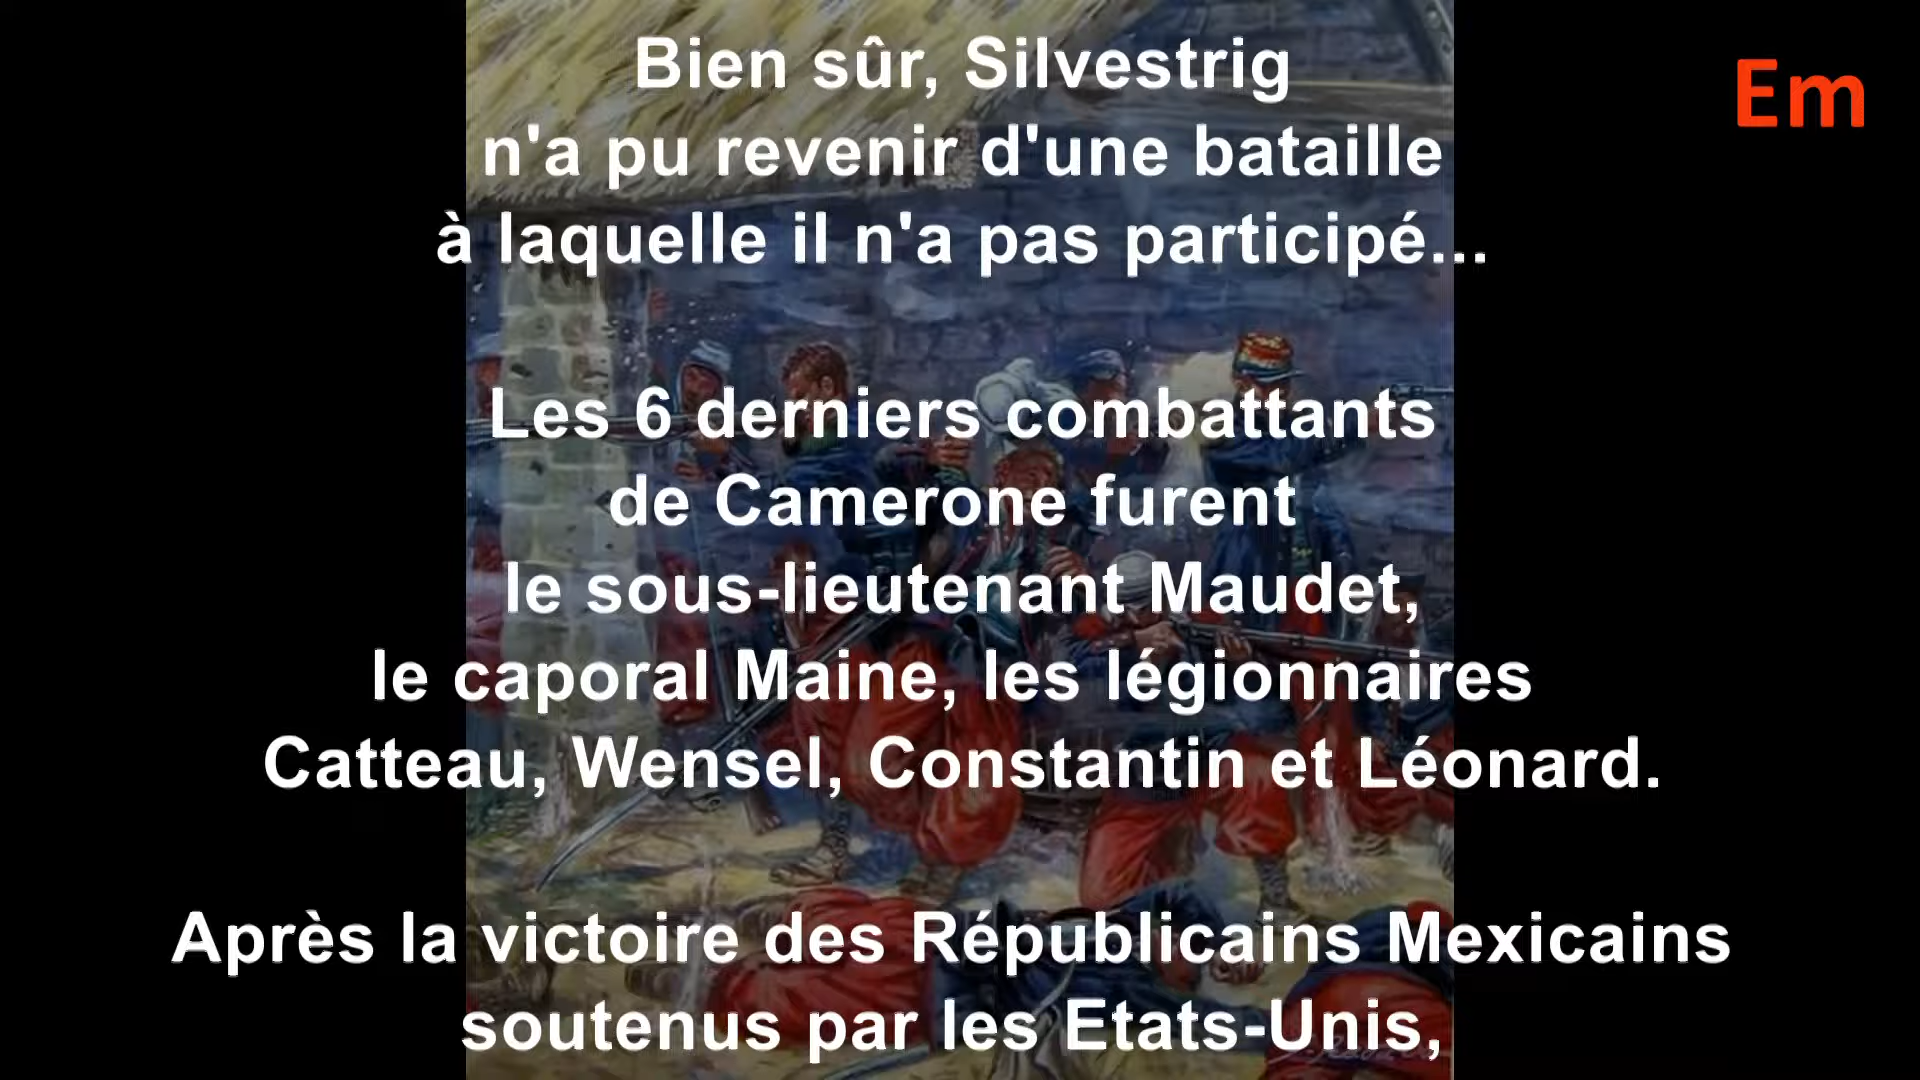 Bien sûr, Silvestrig
Em
n'a pu revenir d'une bataille
à laquelle il n'a pas participé...
Les 6 derniers combattants
de Camerone furent
le sous-lieutenant Maudet,
le caporal Maine, les légionnaires
Catteau, Wensel, Constantin et Léonard.
Après la victoire des Républicains Mexicains
soutenus par les Etats-Unis,